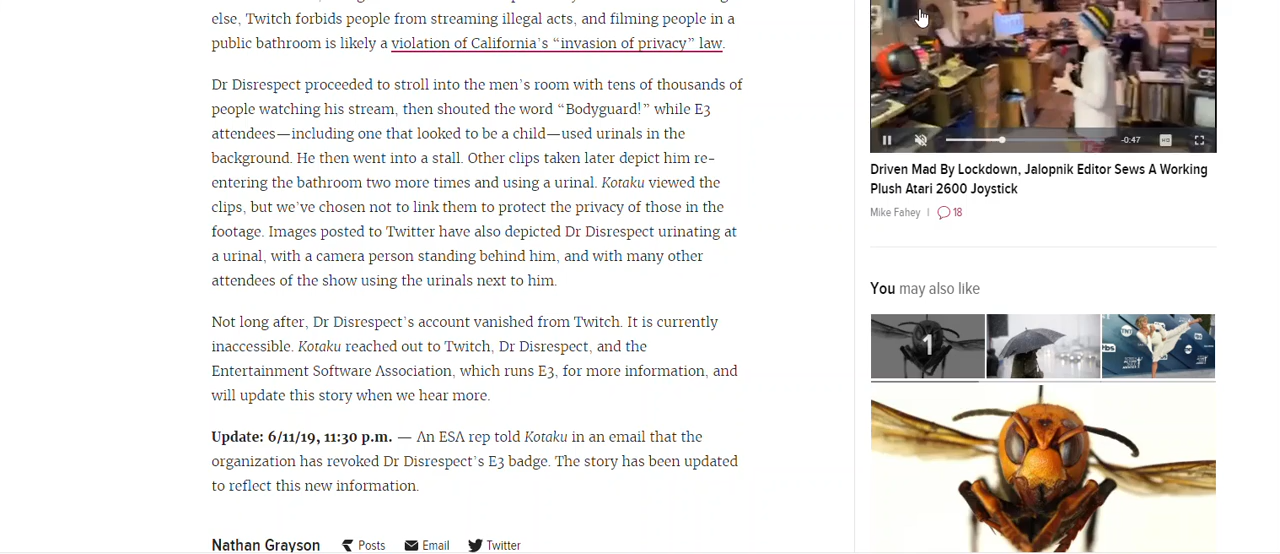 else, Twitch forbids people from streaming illegal acts, and filming people in a
public bathroom is likely a violation of California's “invasion of privacy” law.
Dr Disrespect proceeded to stroll into the men's room with tens of thousands of
people watching his stream, then shouted the word “Bodyguard!” while E3
attendees—including one that looked to be a child—used urinals in the
background. He then went into a stall. Other clips taken later depict him re-
entering the bathroom two more times and using a urinal. Kotaku viewed the
clips, but we've chosen not to link them to protect the privacy of those in the
footage. Images posted to Twitter have also depicted Dr Disrespect urinating at
a urinal, with a camera person standing behind him, and with many other
attendees of the show using the urinals next to him.
Not long after, Dr Disrespect's account vanished from Twitch. It is currently
inaccessible. Kotaku reached out to Twitch, Dr Disrespect, and the
Entertainment Software Association, which runs E3, for more information, and
will update this story when we hear more.
Update: 6/11/19, 11:30 p.m. — An ESA rep told Kotaku in an email that the
organization has revoked Dr Disrespect's E3 badge. The story has been updated
to reflect this new information.
Nathan Grayson Posts Email Twitter
-0:47
Driven Mad By Lockdown, Jalopnik Editor Sews A Working
Plush Atari 2600 Joystick
Mike Fahey | 18
You may also like
1